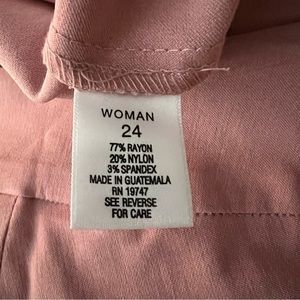 WOMAN
24
77% RAYON
20% NYLON
3% SPANDEX
MADE IN GUATEMALA
RN 19747
SEE REVERSE
FOR CARE